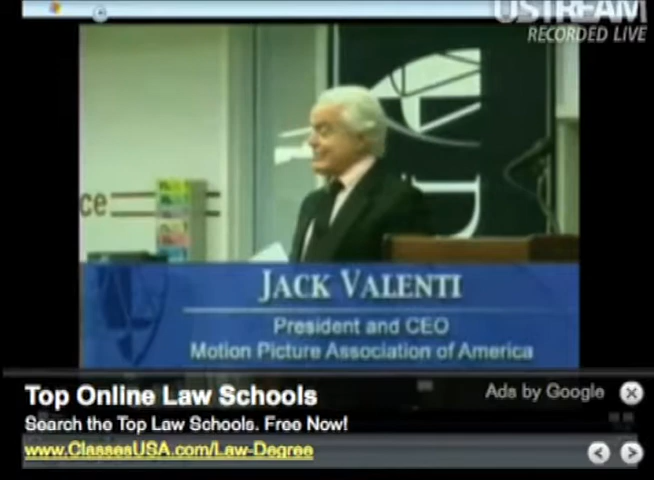 USTREAM
RECORDED LIVE
ce
JACK VALENTI
President and CEO
Motion Picture Association of America
Top Online Law Schools
Ads by Google
Search the Top Law Schools. Free Now!
www.ClassesUSA.com/Law-Degree